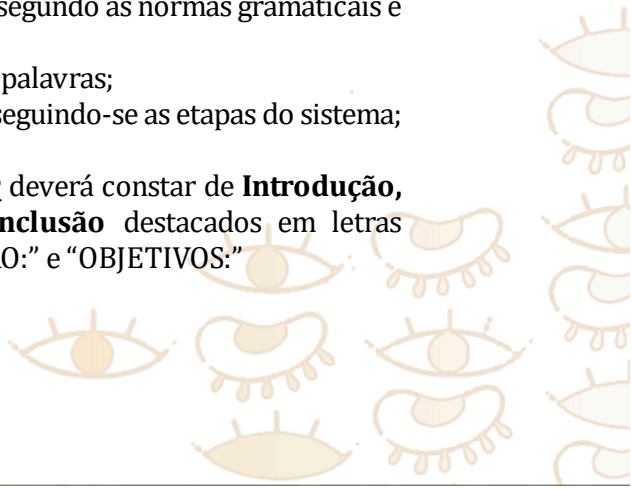 segundo as normas gramaticais e
palavras;
seguindo-se as etapas do sistema;
deverá constar de Introdução,
nclusão destacados em letras
O:” e “OBJETIVOS:”